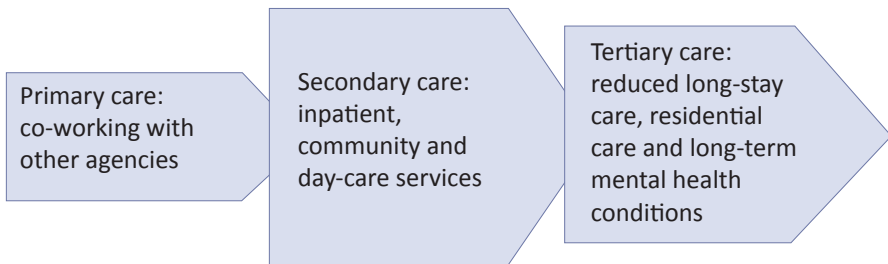 Primary care:
co-working with
other agencies
Secondary care:
inpatient,
community and
day-care services
Tertiary care:
reduced long-stay
care, residential
care and long-term
mental health
conditions